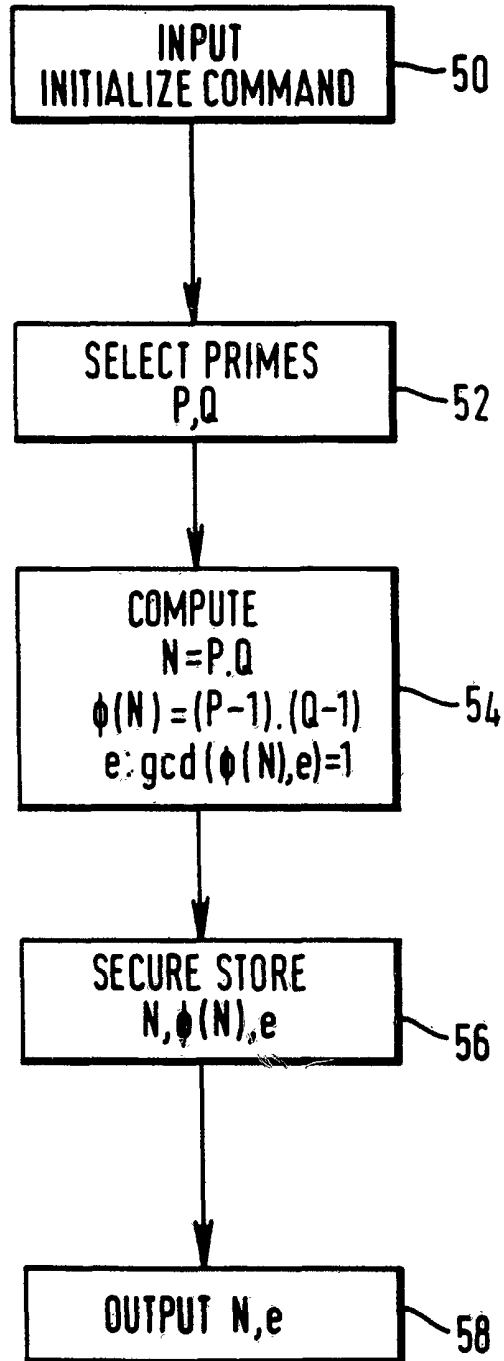 INPUT
INITIALIZE COMMAND
50
SELECT PRIMES
P,Q
52
COMPUTE
N=P.Q
ϕ(N)=(P-1).(Q-1)
e:gcd(ϕ(N),e)=1
54
SECURE STORE
N,ϕ(N),e
56
OUTPUT N,e
58